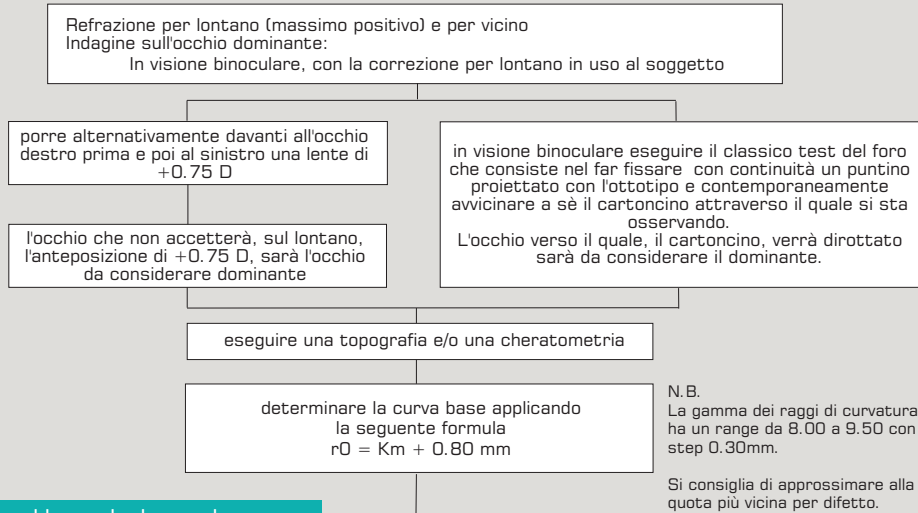 Refrazione per lontano (massimo positivo) e per vicino
Indagine sull'occhio dominante:
In visione binoculare, con la correzione per lontano in uso al soggetto
porre alternativamente davanti all'occhio
destro prima e poi al sinistro una lente di
+0.75 D
in visione binoculare eseguire il classico test del foro
che consiste nel far fissare con continuità un puntino
proiettato con l'ottotipo e contemporaneamente
avvicinare a sè il cartoncino attraverso il quale si sta
osservando.
L'occhio verso il quale, il cartoncino, verrà dirottato
sarà da considerare il dominante.
l'occhio che non accetterà, sul lontano,
l'anteposizione di +0.75 D, sarà l'occhio
da considerare dominante
eseguire una topografia e/o una cheratometria
determinare la curva base applicando
la seguente formula
r0 = Km + 0.80 mm
N.B.
La gamma dei raggi di curvatura
ha un range da 8.00 a 9.50 con
step 0.30mm.
Si consiglia di approssimare alla
quota più vicina per difetto.